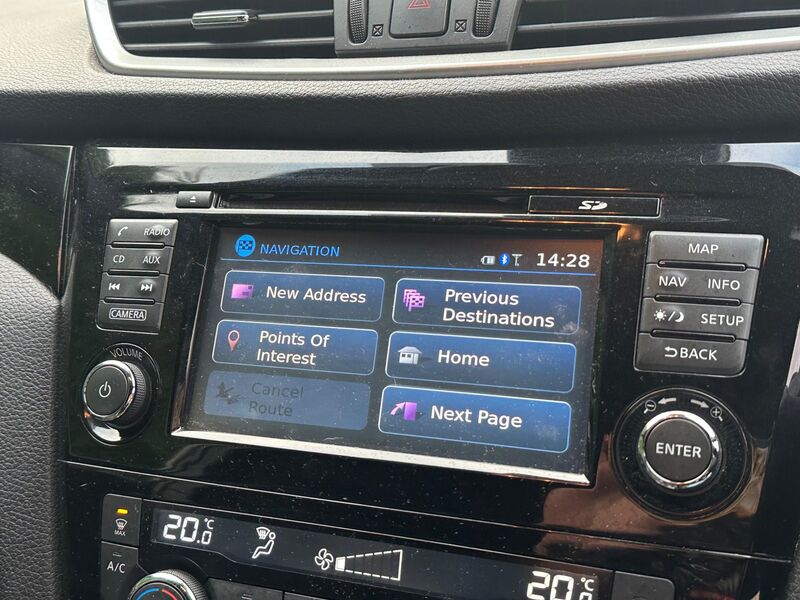 SD
RADIO
CD AUX
CAMERA
VOLUME
NAVIGATION
14:28
New Address
Previous
Destinations
Points Of
Interest
Home
Cancel
Route
Next Page
MAP
NAV INFO
SETUP
BACK
ENTER
MAX
A/C
20.0 °C
20.0 °C